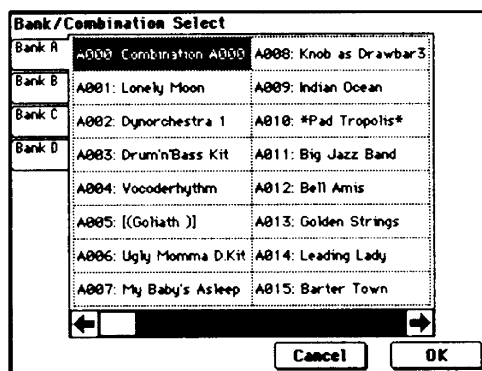 Bank/Combination Select
Bank A
Bank B
Bank C
Bank D
A000: Combination A000
A001: Lonely Moon
A002: Dynorchestra 1
A003: Drum'n'Bass Kit
A004: Vocoderhythm
A005: [(Goliath )]
A006: Ugly Momma D.Kit
A007: My Baby's Asleep
A008: Knob as Drawbar3
A009: Indian Ocean
A010: *Pad Tropolis*
A011: Big Jazz Band
A012: Bell Amis
A013: Golden Strings
A014: Leading Lady
A015: Barter Town
Cancel
OK